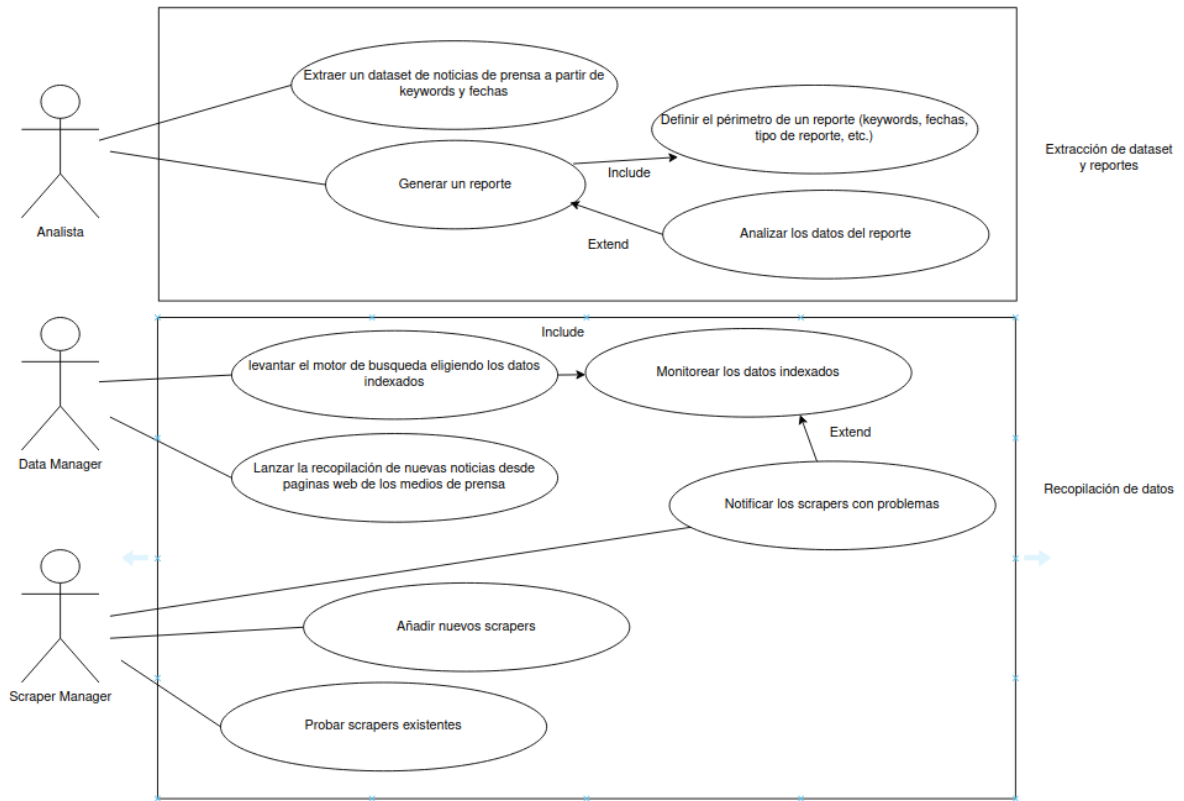 Extraer un dataset de noticias de prensa a partir de
keywords y fechas
Definir el périmetro de un reporte (keywords, fechas,
tipo de reporte, etc.)
Extracción de dataset
y reportes
Include
Generar un reporte
Analista
Extend
Analizar los datos del reporte
Include
levantar el motor de busqueda eligiendo los datos
indexados
Monitorear los datos indexados
Extend
Data Manager
Lanzar la recopilación de nuevas noticias desde
paginas web de los medios de prensa
Notificar los scrapers con problemas
Recopilación de datos
Añadir nuevos scrapers
Scraper Manager
Probar scrapers existentes